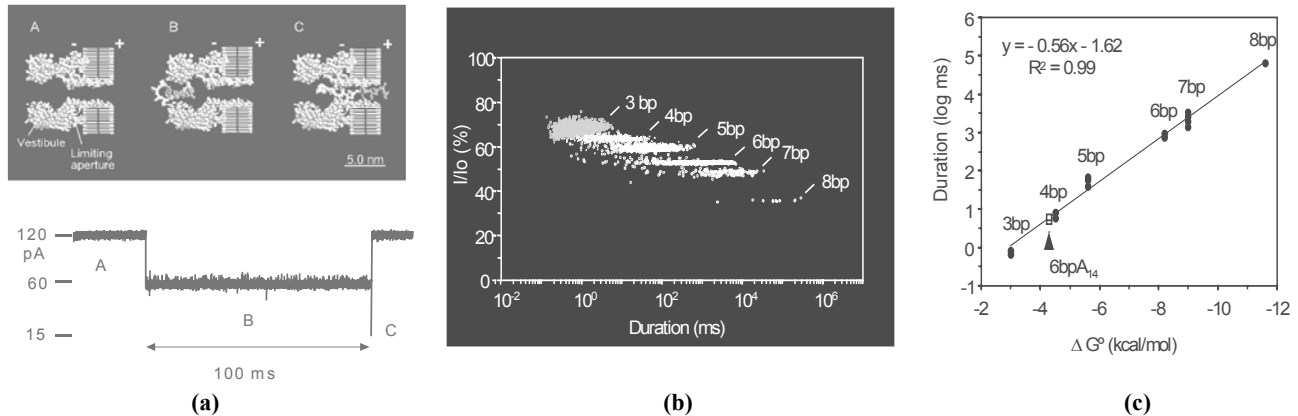 A B C
- + - +
Vestibule
Limiting
aperture
5.0 nm
120
pA
60
15
A
B
C
100 ms
(a)
I/Io (%)
100
80
60
40
20
0
3 bp
4bp
5bp
6bp
7bp
8bp
10-2 100 102 104 106
Duration (ms)
(b)
Duration (log ms)
6
5
4
3
2
1
0
-1
y = - 0.56x - 1.62
R2 = 0.99
8bp
7bp
6bp
5bp
4bp
3bp
6bpA14
-2 -4 -6 -8 -10 -12
Δ Go (kcal/mol)
(c)